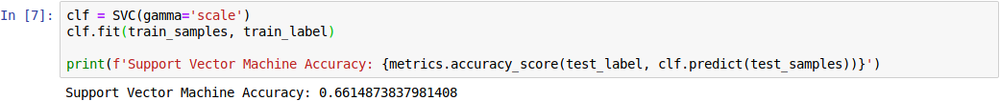 In [7]: clf = SVC(gamma='scale')
clf.fit(train_samples, train_label)
print(f'Support Vector Machine Accuracy: {metrics.accuracy_score(test_label, clf.predict(test_samples))}')
Support Vector Machine Accuracy: 0.6614873837981408